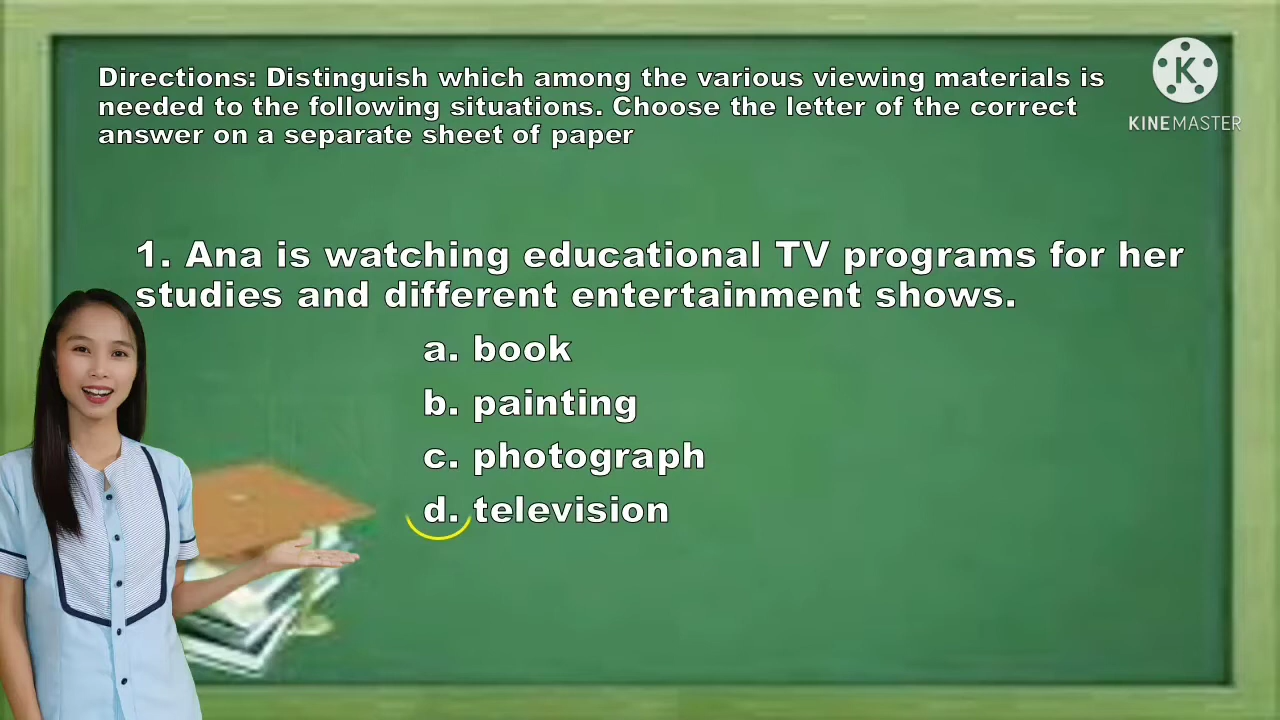 Directions: Distinguish which among the various viewing materials is
needed to the following situations. Choose the letter of the correct
answer on a separate sheet of paper
K
KINEMASTER
1. Ana is watching educational TV programs for her
studies and different entertainment shows.
a. book
b. painting
c. photograph
d. television